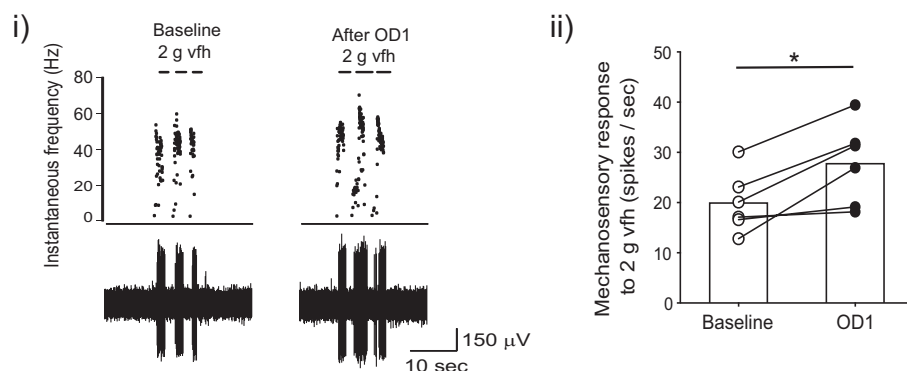 i)
Baseline
2 g vfh
After OD1
2 g vfh
Instantaneous frequency (Hz)
80
60
40
20
0
150 μV
10 sec
ii)
*
Mechanosensory response
to 2 g vfh (spikes / sec)
50
40
30
20
10
0
Baseline
OD1